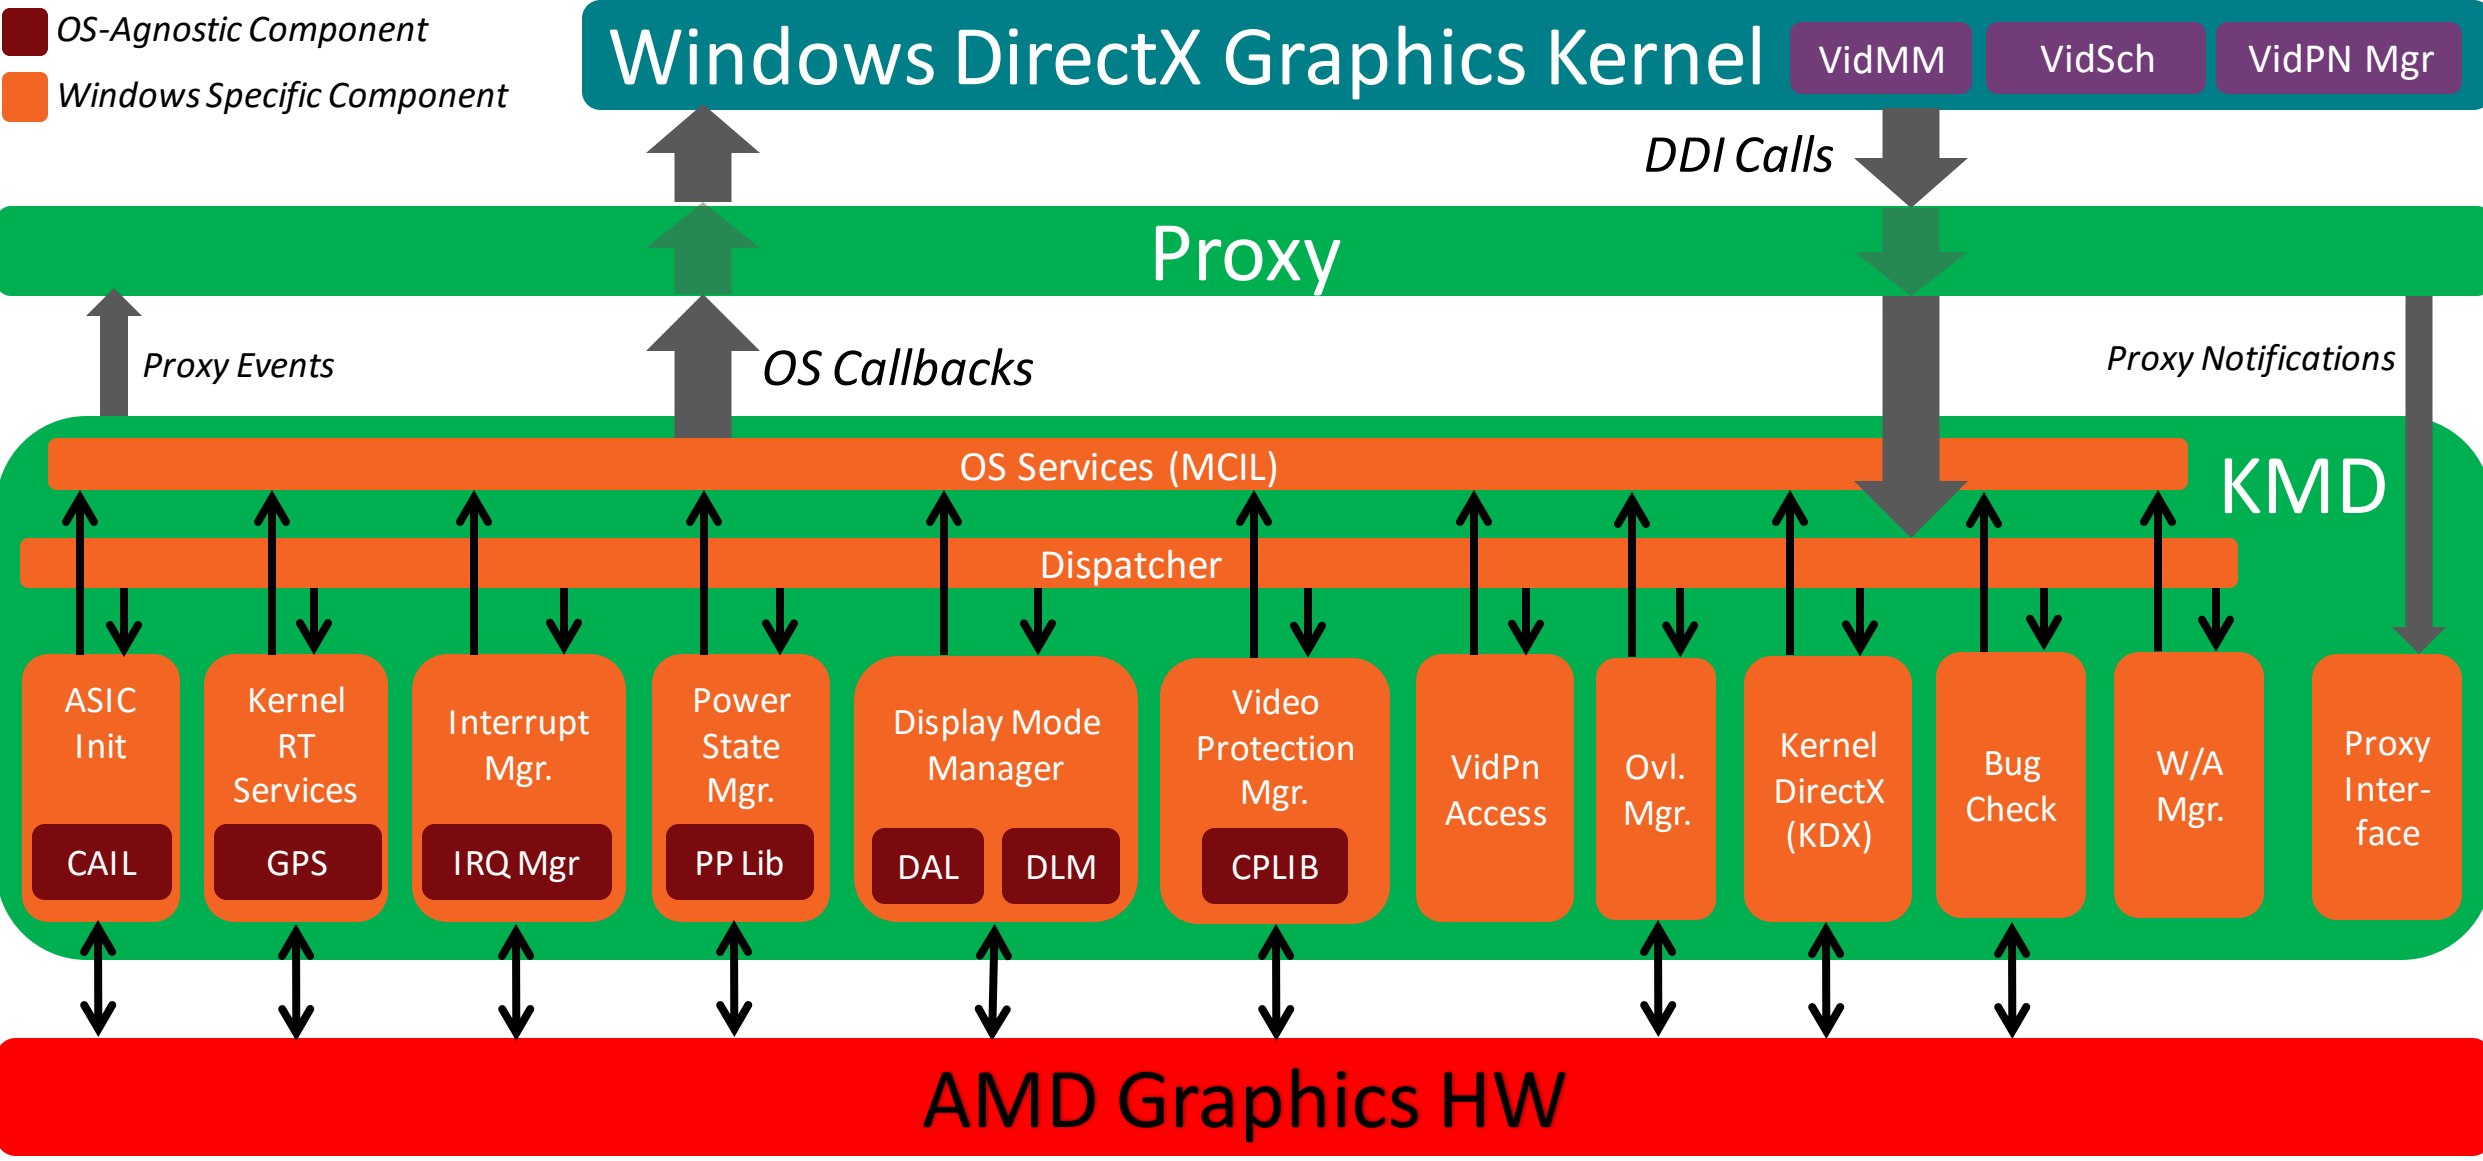 OS-Agnostic Component
Windows Specific Component
Windows DirectX Graphics Kernel
VidMM
VidSch
VidPN Mgr
DDI Calls
Proxy
Proxy Events
OS Callbacks
Proxy Notifications
OS Services (MCIL)
KMD
Dispatcher
ASIC
Init
CAIL
Kernel
RT
Services
GPS
Interrupt
Mgr.
IRQ Mgr
Power
State
Mgr.
PP Lib
Display Mode
Manager
DAL
DLM
Video
Protection
Mgr.
CPLIB
VidPn
Access
Ovl.
Mgr.
Kernel
DirectX
(KDX)
Bug
Check
W/A
Mgr.
Proxy
Inter-
face
AMD Graphics HW